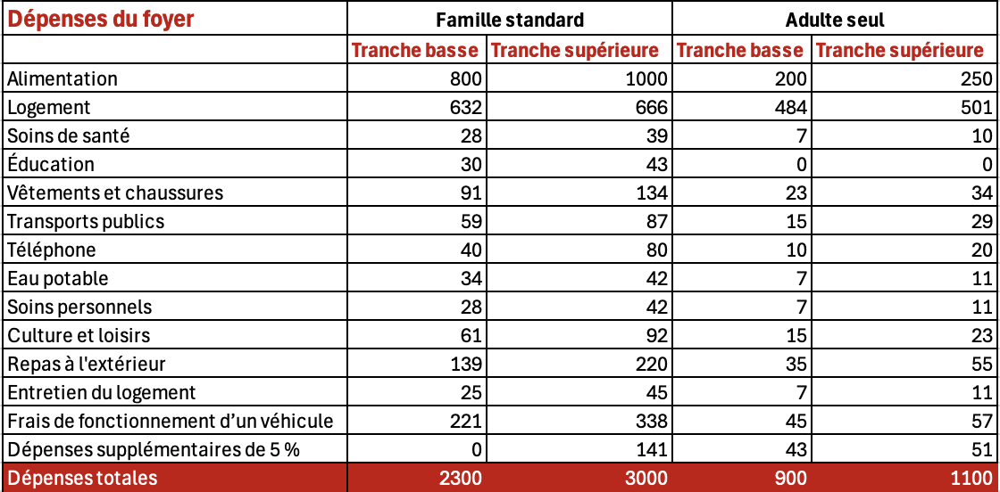 Dépenses du foyer Famille standard Adulte seul
Tranche basse Tranche supérieure Tranche basse Tranche supérieure
Alimentation 800 1000 200 250
Logement 632 666 484 501
Soins de santé 28 39 7 10
Éducation 30 43 0 0
Vêtements et chaussures 91 134 23 34
Transports publics 59 87 15 29
Téléphone 40 80 10 20
Eau potable 34 42 7 11
Soins personnels 28 42 7 11
Culture et loisirs 61 92 15 23
Repas à l'extérieur 139 220 35 55
Entretien du logement 25 45 7 11
Frais de fonctionnement d’un véhicule 221 338 45 57
Dépenses supplémentaires de 5 % 0 141 43 51
Dépenses totales 2300 3000 900 1100